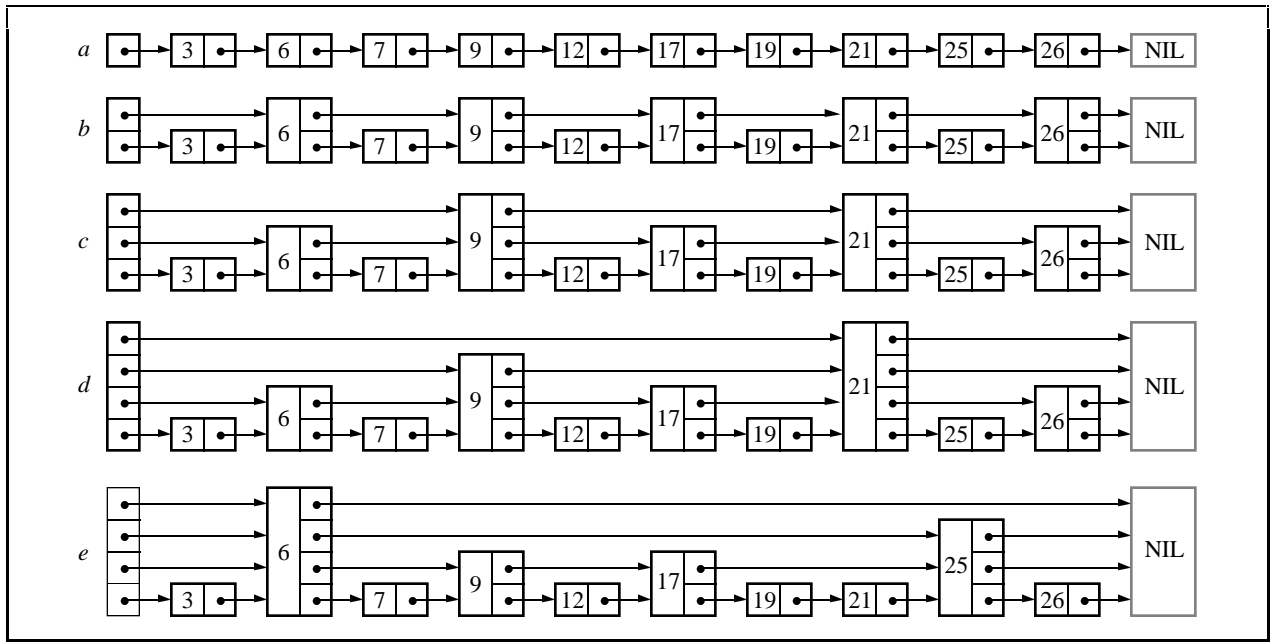 a 3 6 7 9 12 17 19 21 25 26 NIL
b 3 6 7 9 12 17 19 21 25 26 NIL
c 3 6 7 9 12 17 19 21 25 26 NIL
d 3 6 7 9 12 17 19 21 25 26 NIL
e 3 6 7 9 12 17 19 21 25 26 NIL